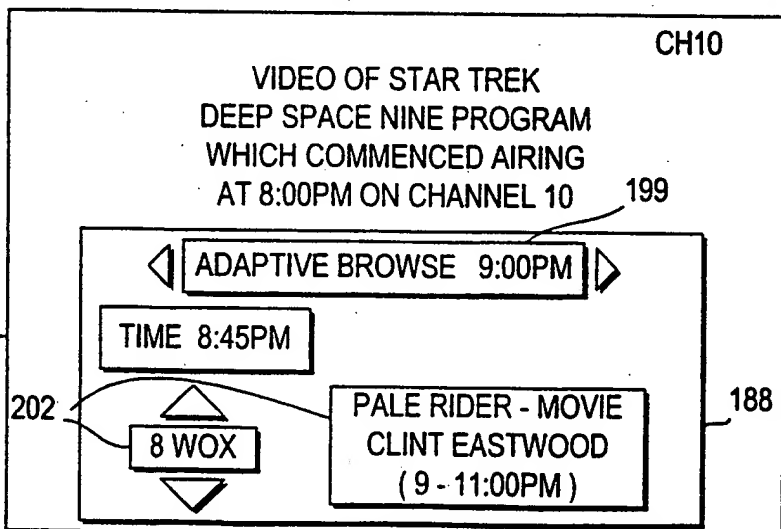 CH10
VIDEO OF STAR TREK
DEEP SPACE NINE PROGRAM
WHICH COMMENCED AIRING
AT 8:00PM ON CHANNEL 10
199
ADAPTIVE BROWSE 9:00PM
TIME 8:45PM
202
8 WOX
PALE RIDER - MOVIE
CLINT EASTWOOD
( 9 - 11:00PM )
188